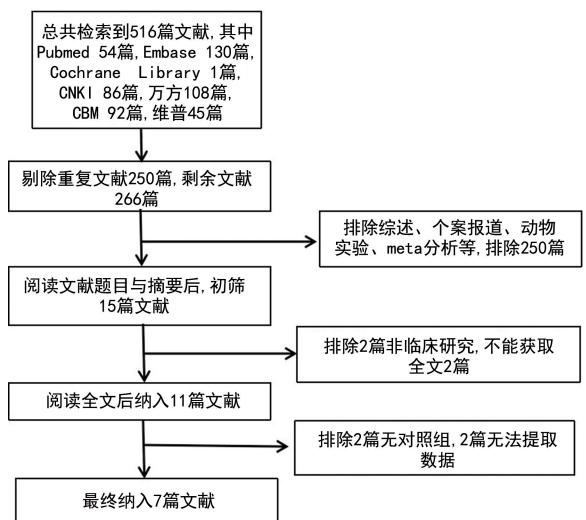 总共检索到516篇文献,其中
Pubmed 54篇,Embase 130篇,
Cochrane Library 1篇,
CNKI 86篇,万方108篇,
CBM 92篇,维普45篇
剔除重复文献250篇,剩余文献
266篇
排除综述、个案报道、动物
实验、meta分析等,排除250篇
阅读文献题目与摘要后,初筛
15篇文献
排除2篇非临床研究,不能获取
全文2篇
阅读全文后纳入11篇文献
排除2篇无对照组,2篇无法提取
数据
最终纳入7篇文献